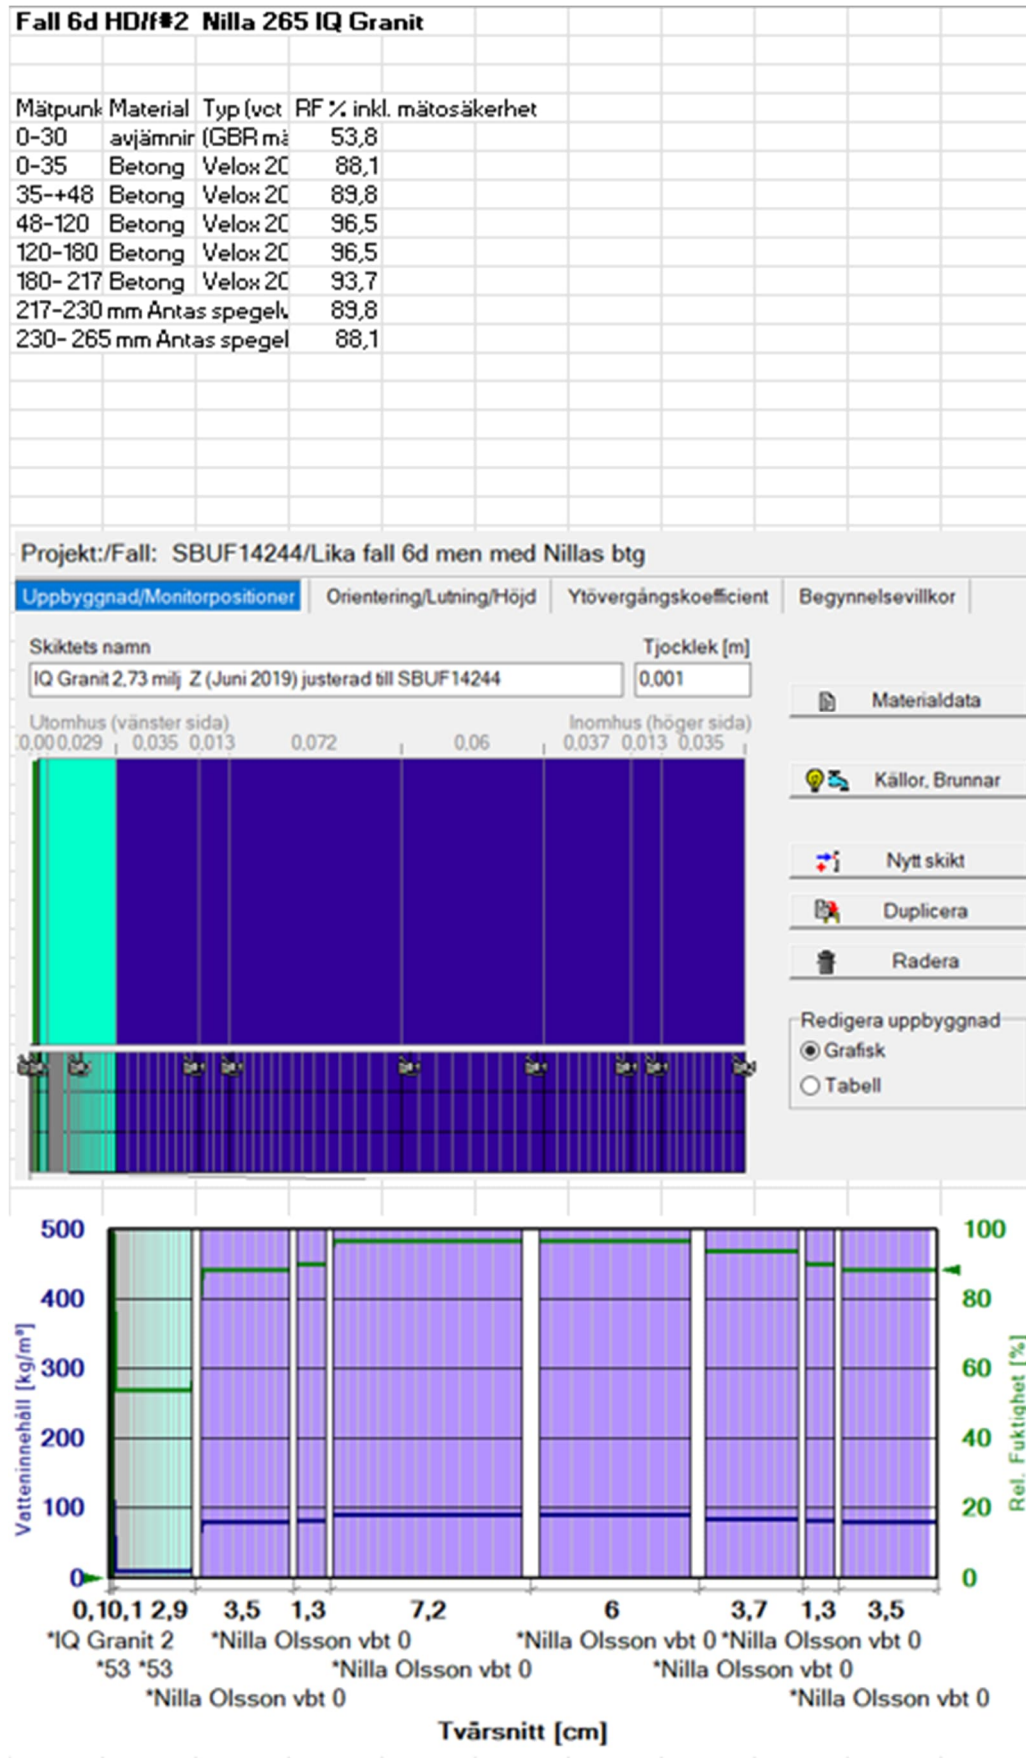 Fall 6d HD/f#2 Nilla 265 IQ Granit
Mätpunk Material Typ (vct RF % inkl. mätosäkerhet
0-30 avjämnir (GBR mä 53,8
0-35 Betong Velox 20 88,1
35-+48 Betong Velox 20 89,8
48-120 Betong Velox 20 96,5
120-180 Betong Velox 20 96,5
180- 217 Betong Velox 20 93,7
217-230 mm Antas spegelv 89,8
230- 265 mm Antas spegel 88,1
Projekt:/Fall: SBUF14244/Lika fall 6d men med Nillas btg
Uppbyggnad/Monitorpositioner Orientering/Lutning/Höjd Ytövergångskoefficient Begynnelsevillkor
Skiktets namn Tjocklek [m]
IQ Granit 2,73 milj Z (Juni 2019) justerad till SBUF14244 0,001
Materialdata
Utomhus (vänster sida) Inomhus (höger sida)
0,00 0,029 0,035 0,013 0,072 0,06 0,037 0,013 0,035
Källor, Brunnar
Nytt skikt
Duplicera
Radera
Redigera uppbyggnad
Grafisk
Tabell
500 100
400 80
300 60
200 40
100 20
0 0
Vatteninnehåll [kg/m³]
Rel. Fuktighet [%]
0,10,1 2,9 3,5 1,3 7,2 6 3,7 1,3 3,5
*IQ Granit 2 *Nilla Olsson vbt 0 *Nilla Olsson vbt 0 *Nilla Olsson vbt 0
*53 *53 *Nilla Olsson vbt 0 *Nilla Olsson vbt 0
*Nilla Olsson vbt 0 *Nilla Olsson vbt 0
Tvärsnitt [cm]